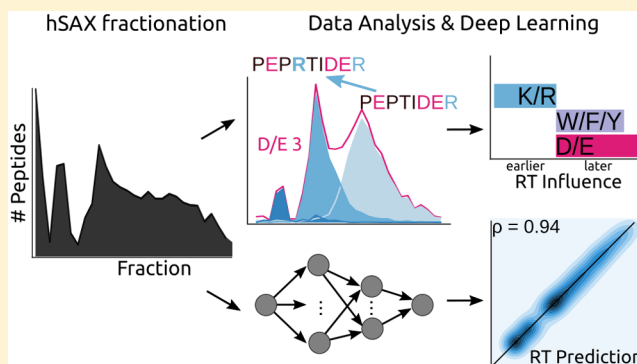 hSAX fractionation
Data Analysis & Deep Learning
# Peptides
Fraction
PEPRTIDER
PEPTIDER
D/E 3
K/R
W/F/Y
D/E
earlier later
RT Influence
ρ = 0.94
RT Prediction